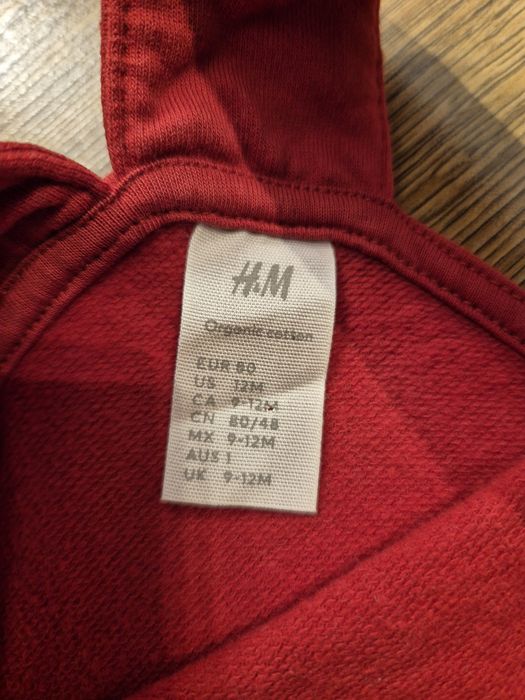 H&M
Organic cotton
EUR 80
US 12M
CA 9-12M
CN 80/48
MX 9-12M
AUS 1
UK 9-12M